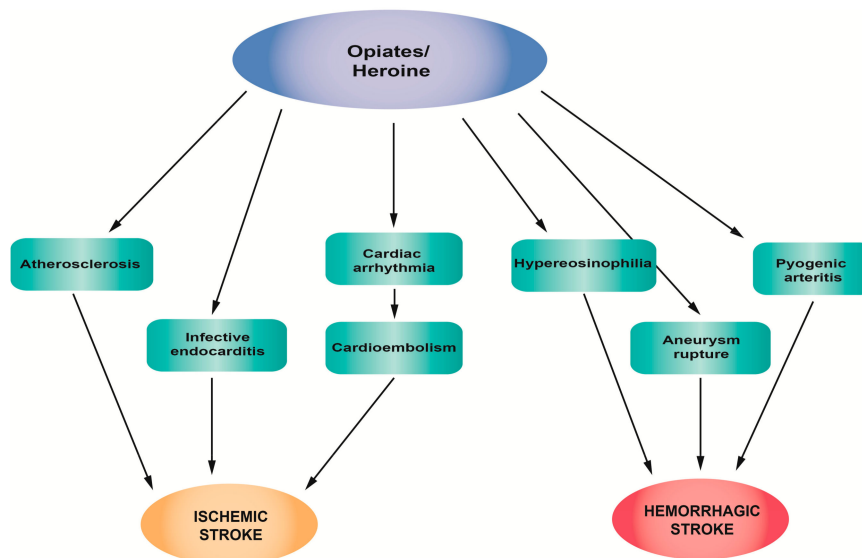 Opiates/
Heroine
Atherosclerosis
Cardiac
arrhythmia
Hypereosinophilia
Pyogenic
arteritis
Infective
endocarditis
Cardioembolism
Aneurysm
rupture
ISCHEMIC
STROKE
HEMORRHAGIC
STROKE